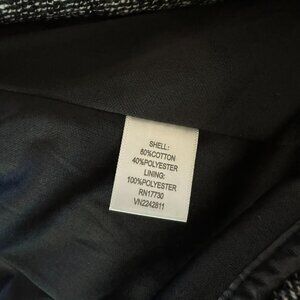 SHELL:
60%COTTON
40%POLYESTER
LINING:
100%POLYESTER
RN17730
VN2242811